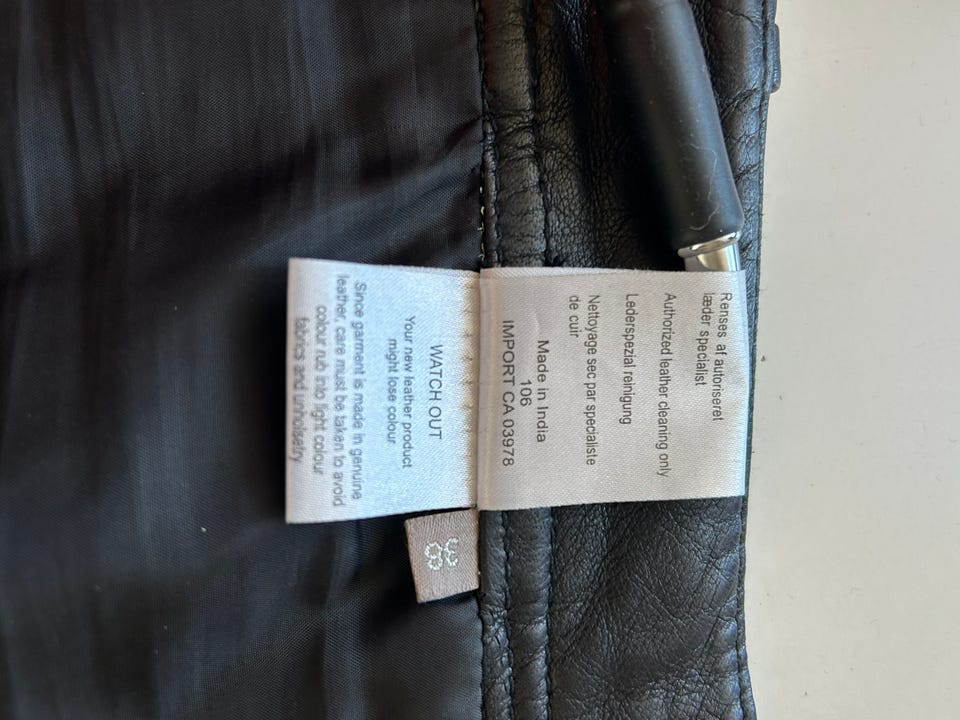 Renses af autoriseret
læder specialist
Authorized leather cleaning only
Lederspezial reinigung
Nettoyage sec par specialiste
de cuir
Made in India
106
IMPORT CA 03978
WATCH OUT
Your new leather product
might lose colour
Since garment is made in genuine
leather, care must be taken to avoid
colour rub into light colour
fabrics and unholsetry
38